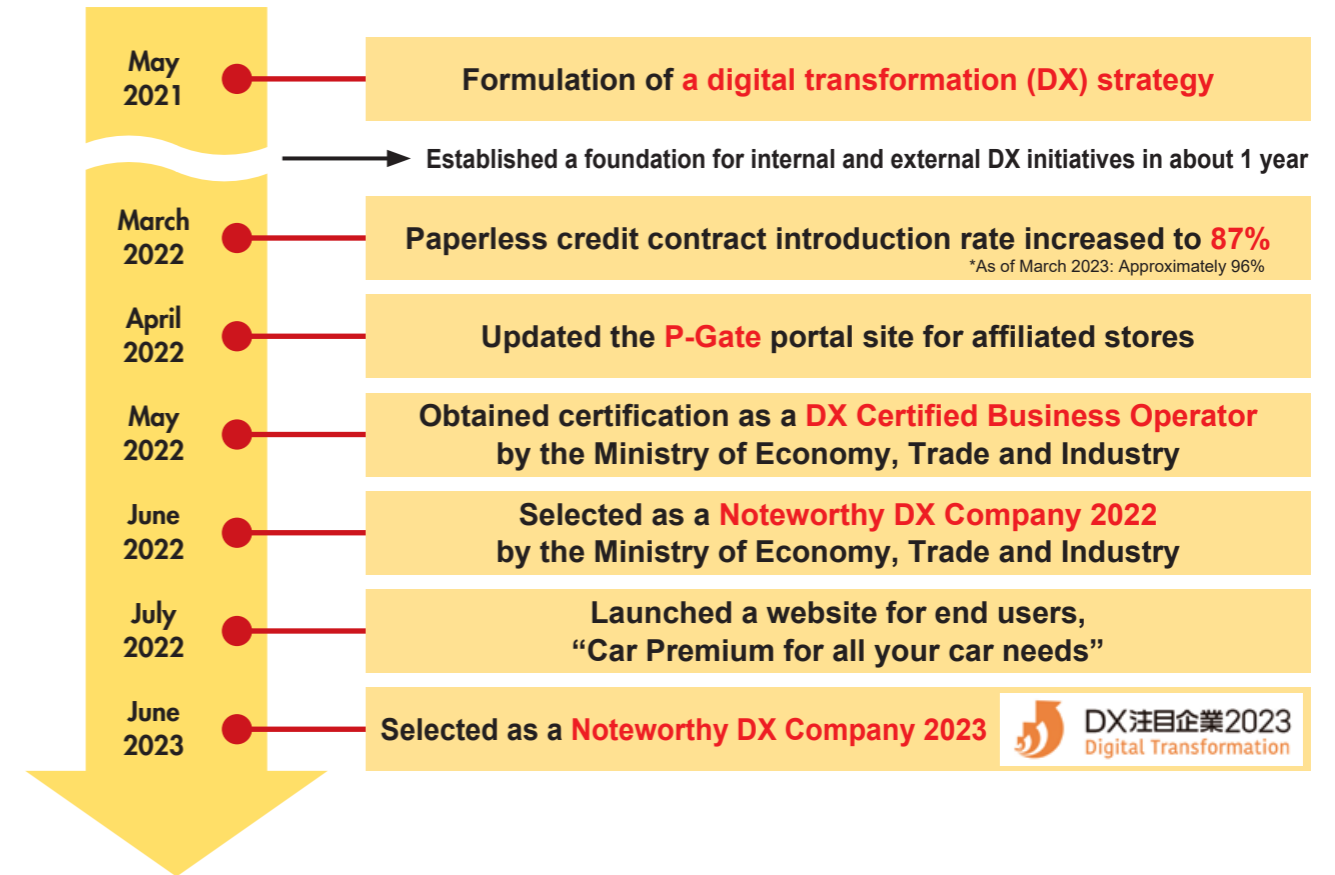 May
2021
Formulation of a digital transformation (DX) strategy
Established a foundation for internal and external DX initiatives in about 1 year
March
2022
Paperless credit contract introduction rate increased to 87%
*As of March 2023: Approximately 96%
April
2022
Updated the P-Gate portal site for affiliated stores
May
2022
Obtained certification as a DX Certified Business Operator
by the Ministry of Economy, Trade and Industry
June
2022
Selected as a Noteworthy DX Company 2022
by the Ministry of Economy, Trade and Industry
July
2022
Launched a website for end users,
“Car Premium for all your car needs”
June
2023
Selected as a Noteworthy DX Company 2023
DX注目企業2023
Digital Transformation